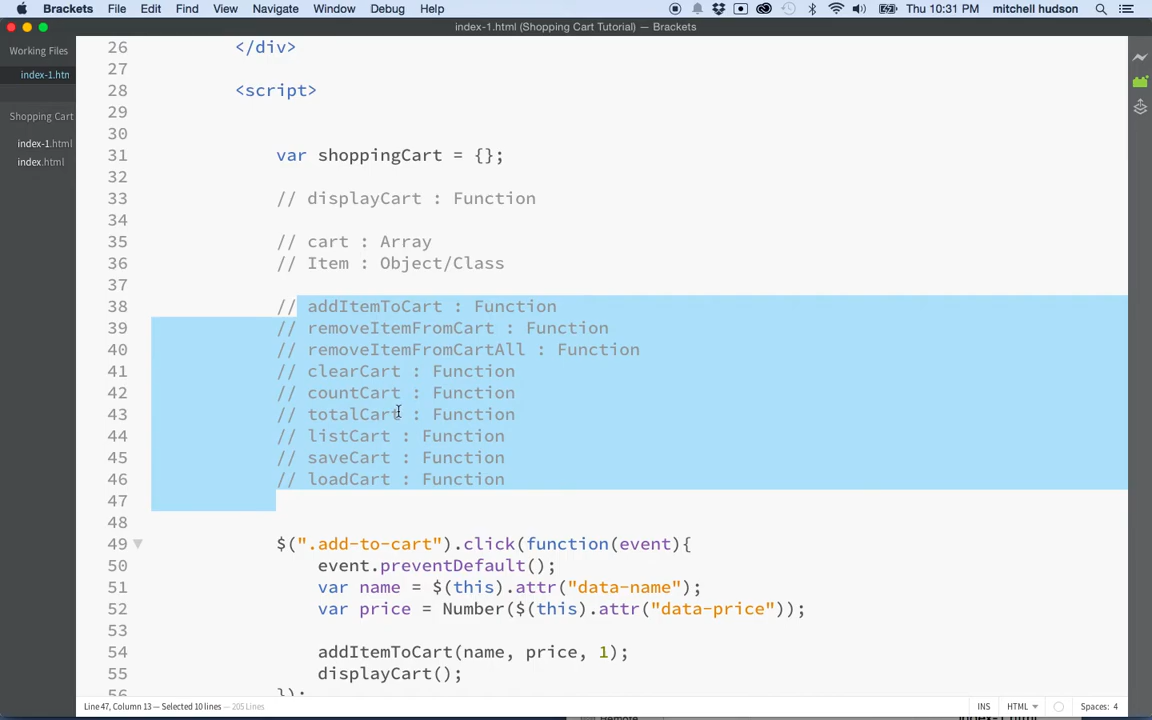 Brackets File Edit Find View Navigate Window Debug Help Thu 10:31 PM mitchell hudson
index-1.html (Shopping Cart Tutorial) — Brackets
Working Files
index-1.htn
Shopping Cart
index-1.html
index.html
26 </div>
27
28 <script>
29
30
31 var shoppingCart = {};
32
33 // displayCart : Function
34
35 // cart : Array
36 // Item : Object/Class
37
38 // addItemToCart : Function
39 // removeItemFromCart : Function
40 // removeItemFromCartAll : Function
41 // clearCart : Function
42 // countCart : Function
43 // totalCart : Function
44 // listCart : Function
45 // saveCart : Function
46 // loadCart : Function
47
48
49 $(".add-to-cart").click(function(event){
50 event.preventDefault();
51 var name = $(this).attr("data-name");
52 var price = Number($(this).attr("data-price"));
53
54 addItemToCart(name, price, 1);
55 displayCart();
56 });
Line 47, Column 13 — Selected 10 lines — 205 Lines INS HTML Spaces: 4